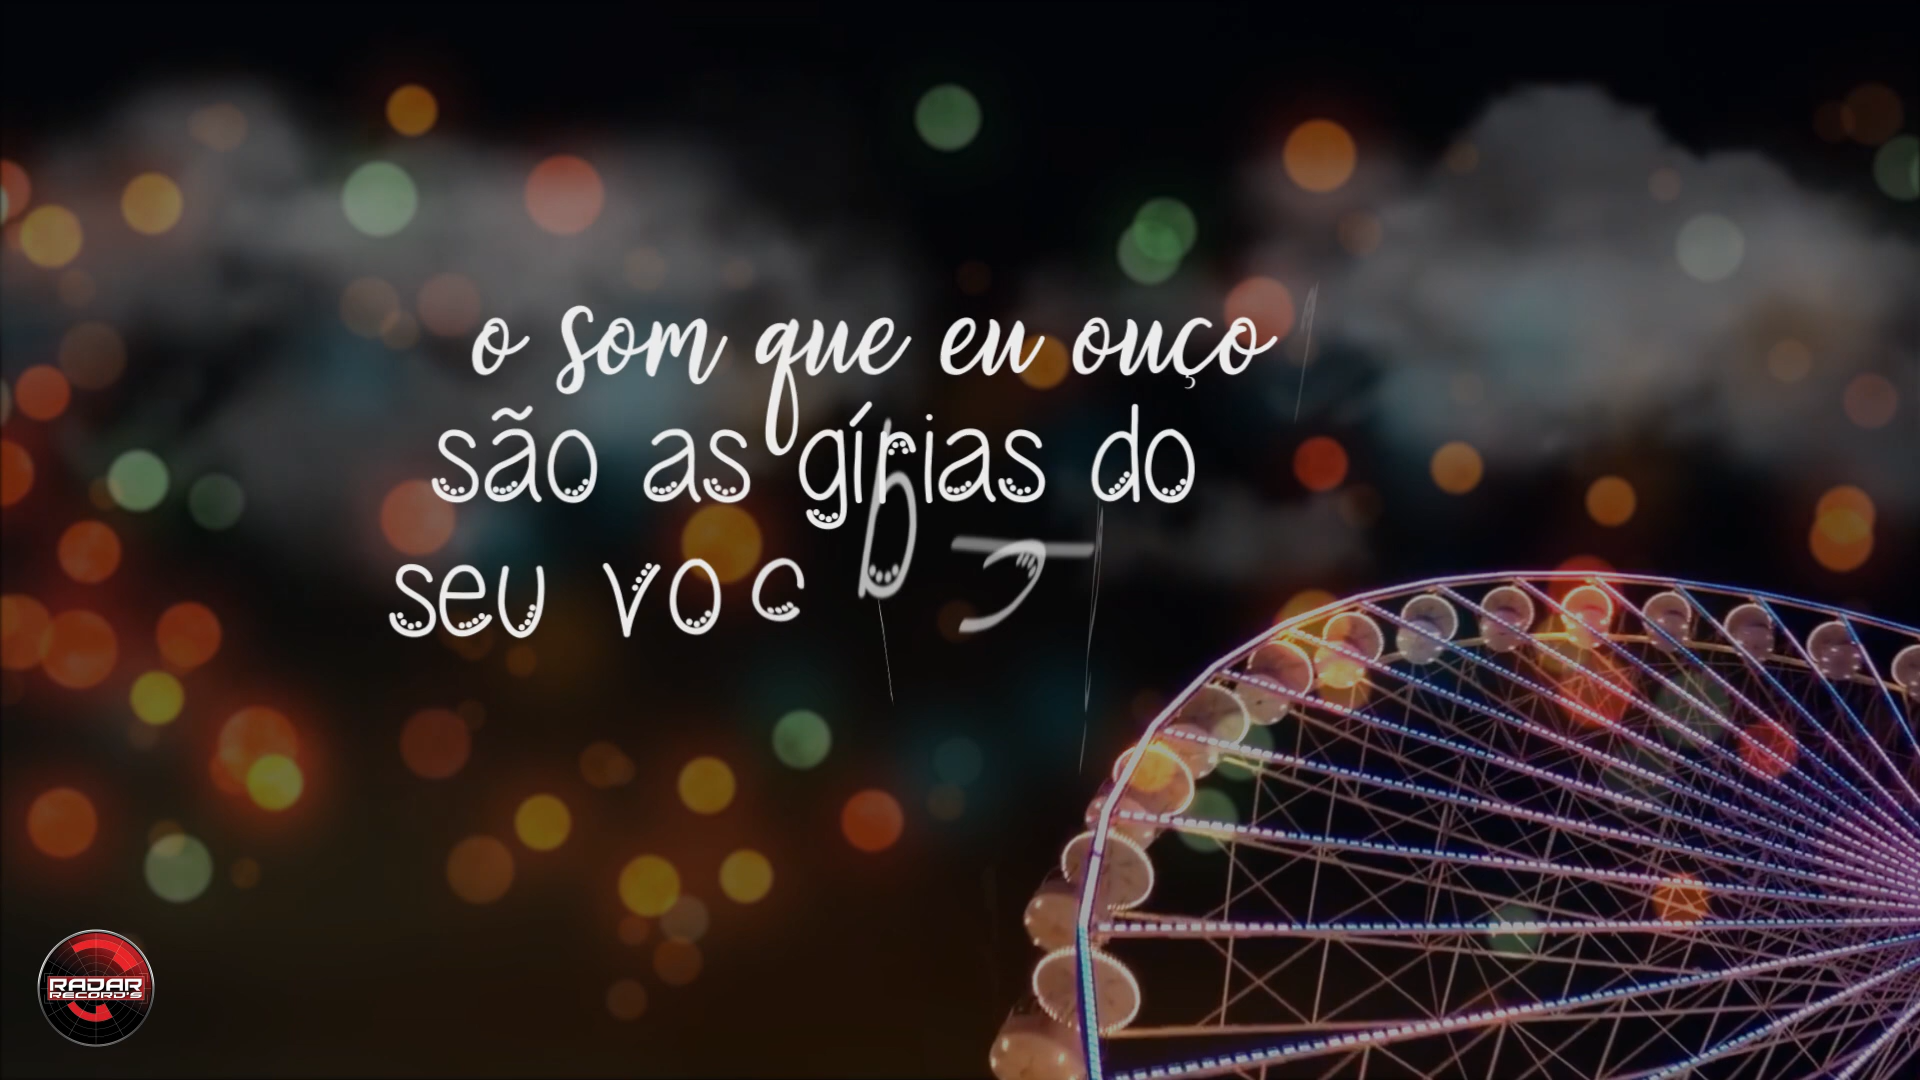 o som que eu ouço
são as gírias do
seu voc
RADAR
RECORD'S